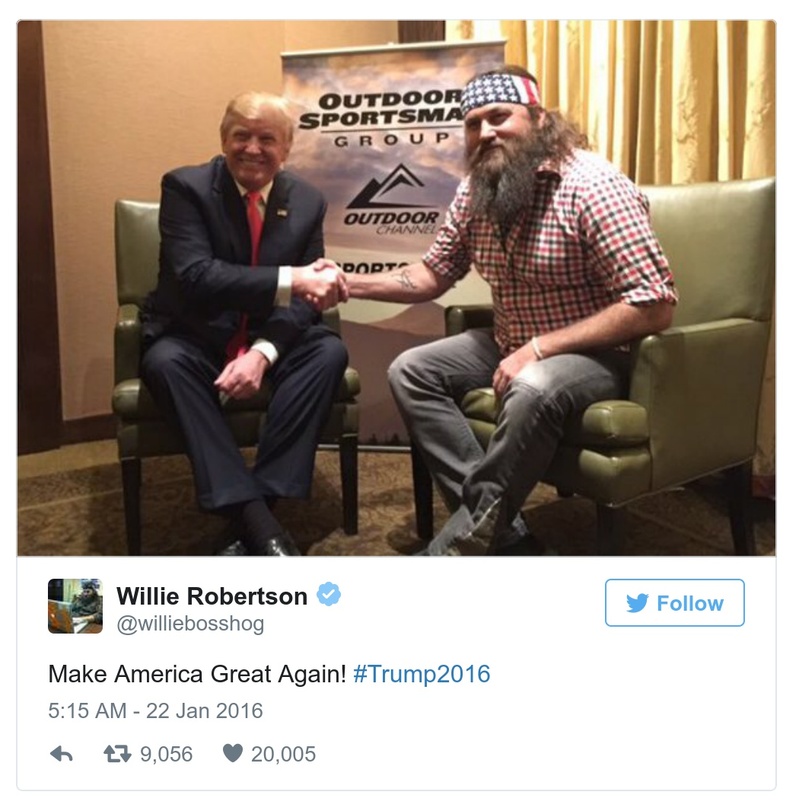 OUTDOOR
SPORTSMA
GROUP
OUTDOOR
CHANNEL
SPORTS
Willie Robertson
@williebosshog
Follow
Make America Great Again! #Trump2016
5:15 AM - 22 Jan 2016
9,056 20,005